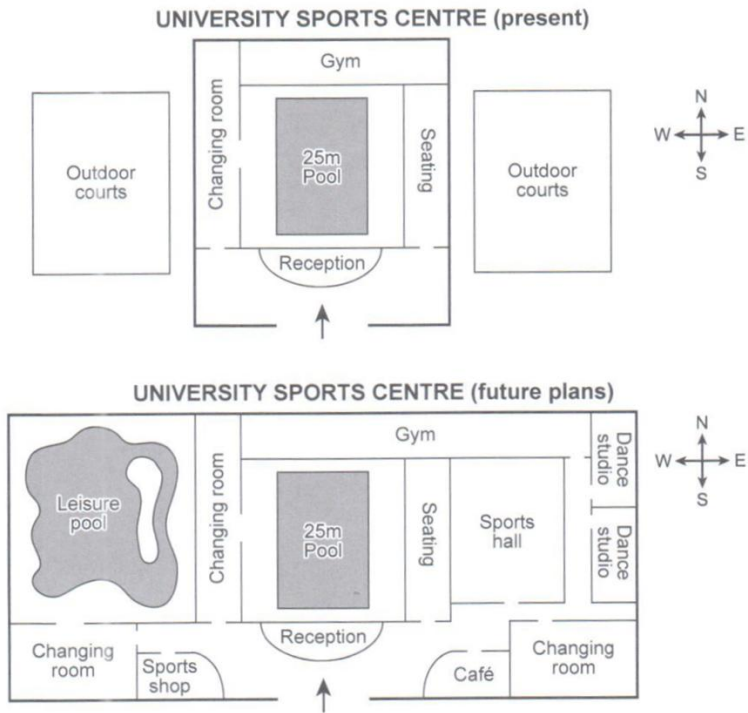 UNIVERSITY SPORTS CENTRE (present)
Gym
Changing room
25m
Pool
Seating
Outdoor
courts
Outdoor
courts
Reception
N
W
E
S
UNIVERSITY SPORTS CENTRE (future plans)
Gym
Leisure
pool
Changing room
25m
Pool
Seating
Sports
hall
Dance
studio
Dance
studio
N
W
E
S
Reception
Changing
room
Sports
shop
Café
Changing
room